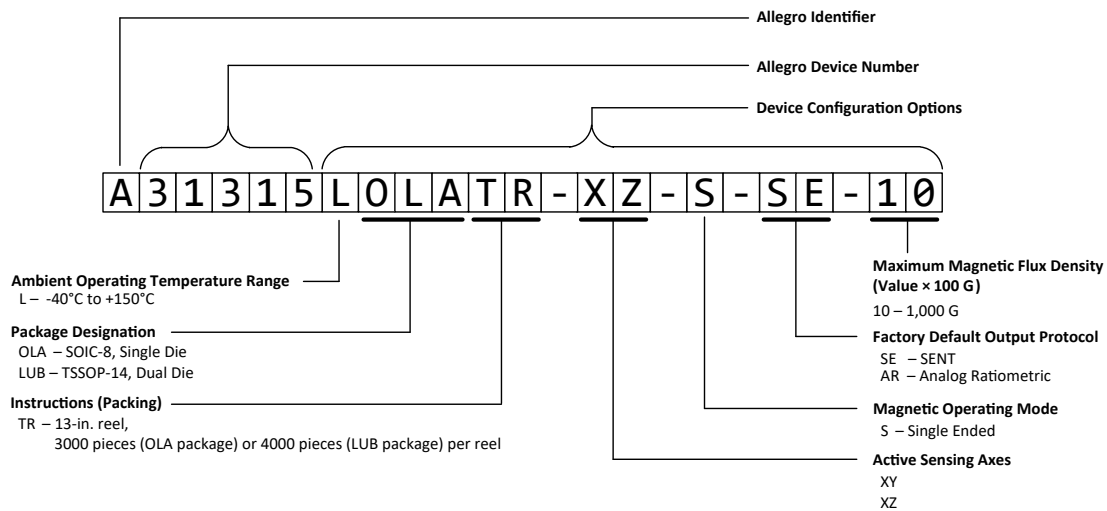 Allegro Identifier
Allegro Device Number
Device Configuration Options
A31315LOLATR-XZ-S-SE-10
Ambient Operating Temperature Range
L – -40°C to +150°C
Package Designation
OLA – SOIC-8, Single Die
LUB – TSSOP-14, Dual Die
Instructions (Packing)
TR – 13-in. reel,
3000 pieces (OLA package) or 4000 pieces (LUB package) per reel
Maximum Magnetic Flux Density
(Value × 100 G)
10 – 1,000 G
Factory Default Output Protocol
SE – SENT
AR – Analog Ratiometric
Magnetic Operating Mode
S – Single Ended
Active Sensing Axes
XY
XZ